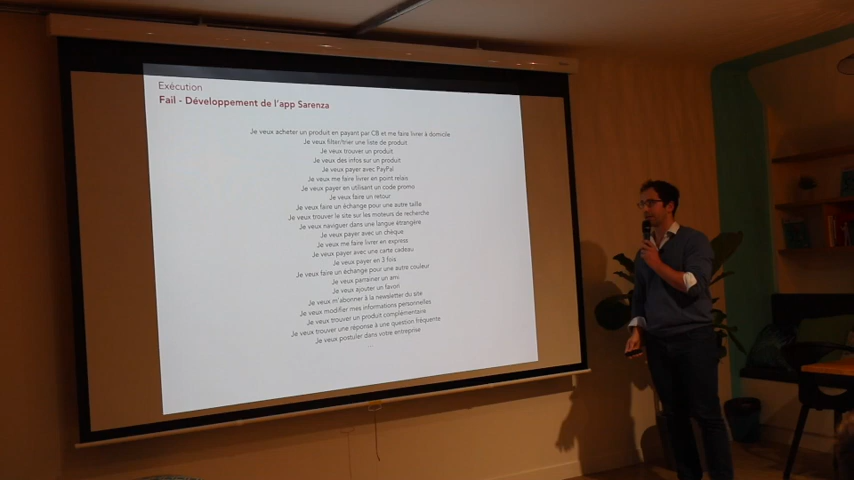 Exécution
Fail - Développement de l'app Sarenza
Je veux acheter un produit en payant par CB et me faire livrer à domicile
Je veux filter/trier une liste de produit
Je veux trouver un produit
Je veux des infos sur un produit
Je veux payer avec PayPal
Je veux me faire livrer en point relais
Je veux payer en utilisant un code promo
Je veux faire un retour
Je veux faire un échange pour une autre taille
Je veux trouver le site sur les moteurs de recherche
Je veux naviguer dans une langue étrangère
Je veux payer avec un chèque
Je veux me faire livrer en express
Je veux payer avec une carte cadeau
Je veux payer en 3 fois
Je veux faire un échange pour une autre couleur
Je veux parrainer un ami
Je veux ajouter un favori
Je veux m'abonner à la newsletter du site
Je veux modifier mes informations personnelles
Je veux trouver un produit complémentaire
Je veux trouver une réponse à une question fréquente
Je veux postuler dans votre entreprise
...